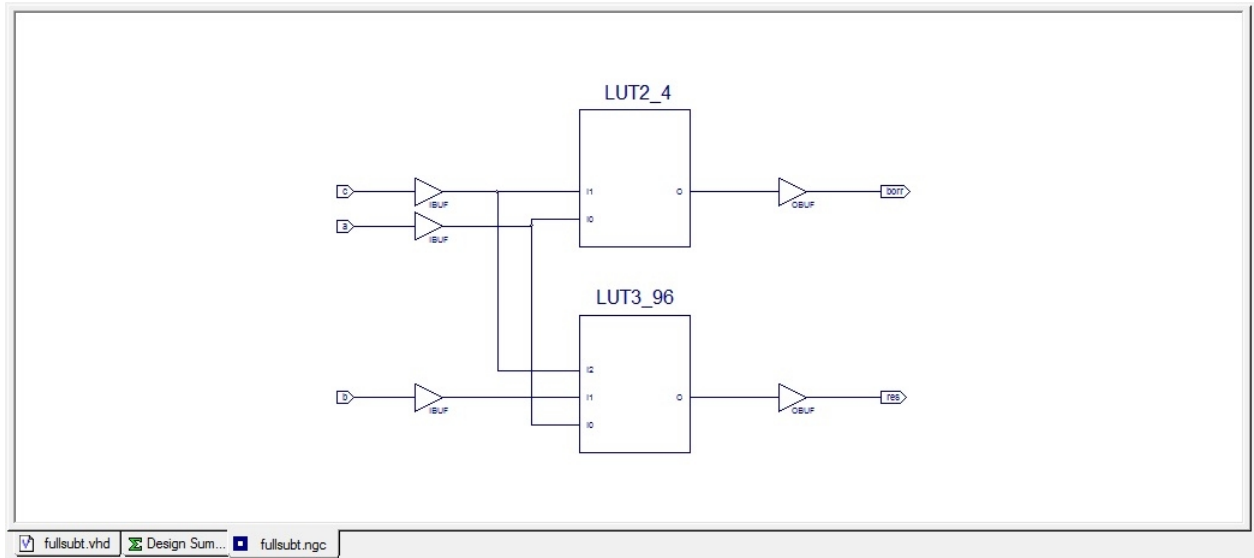 LUT2_4
c
IBUF
I1
O
OBUF
borr
a
IBUF
I0
LUT3_96
I2
b
IBUF
I1
O
OBUF
res
I0
fullsubt.vhd
Design Sum...
fullsubt.ngc